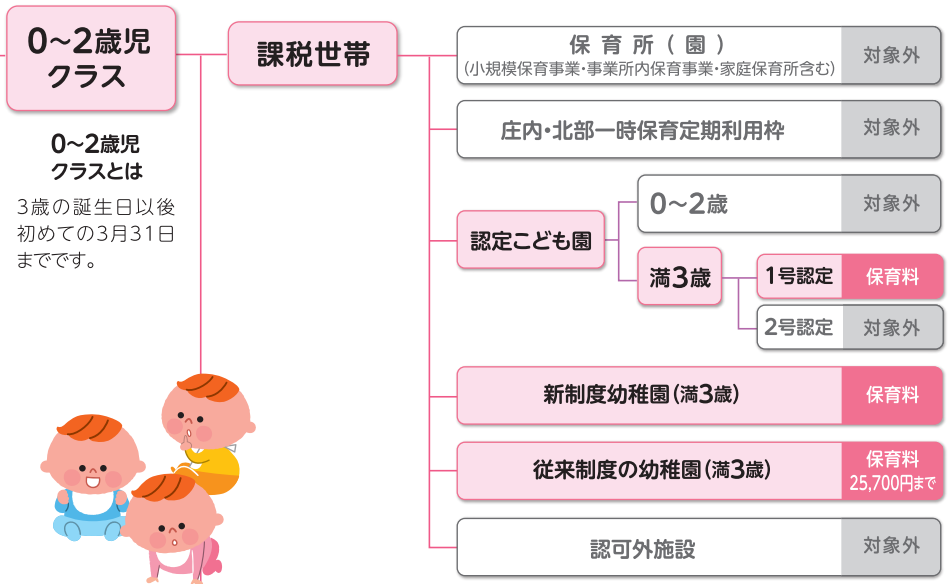 0〜2歳児
クラス
0〜2歳児
クラスとは
3歳の誕生日以後
初めての3月31日
までです。
課税世帯
保育所(園)
(小規模保育事業・事業所内保育事業・家庭保育所含む)
対象外
庄内・北部一時保育定期利用枠
対象外
認定こども園
0〜2歳
対象外
満3歳
1号認定
保育料
2号認定
対象外
新制度幼稚園(満3歳)
保育料
従来制度の幼稚園(満3歳)
保育料
25,700円まで
認可外施設
対象外